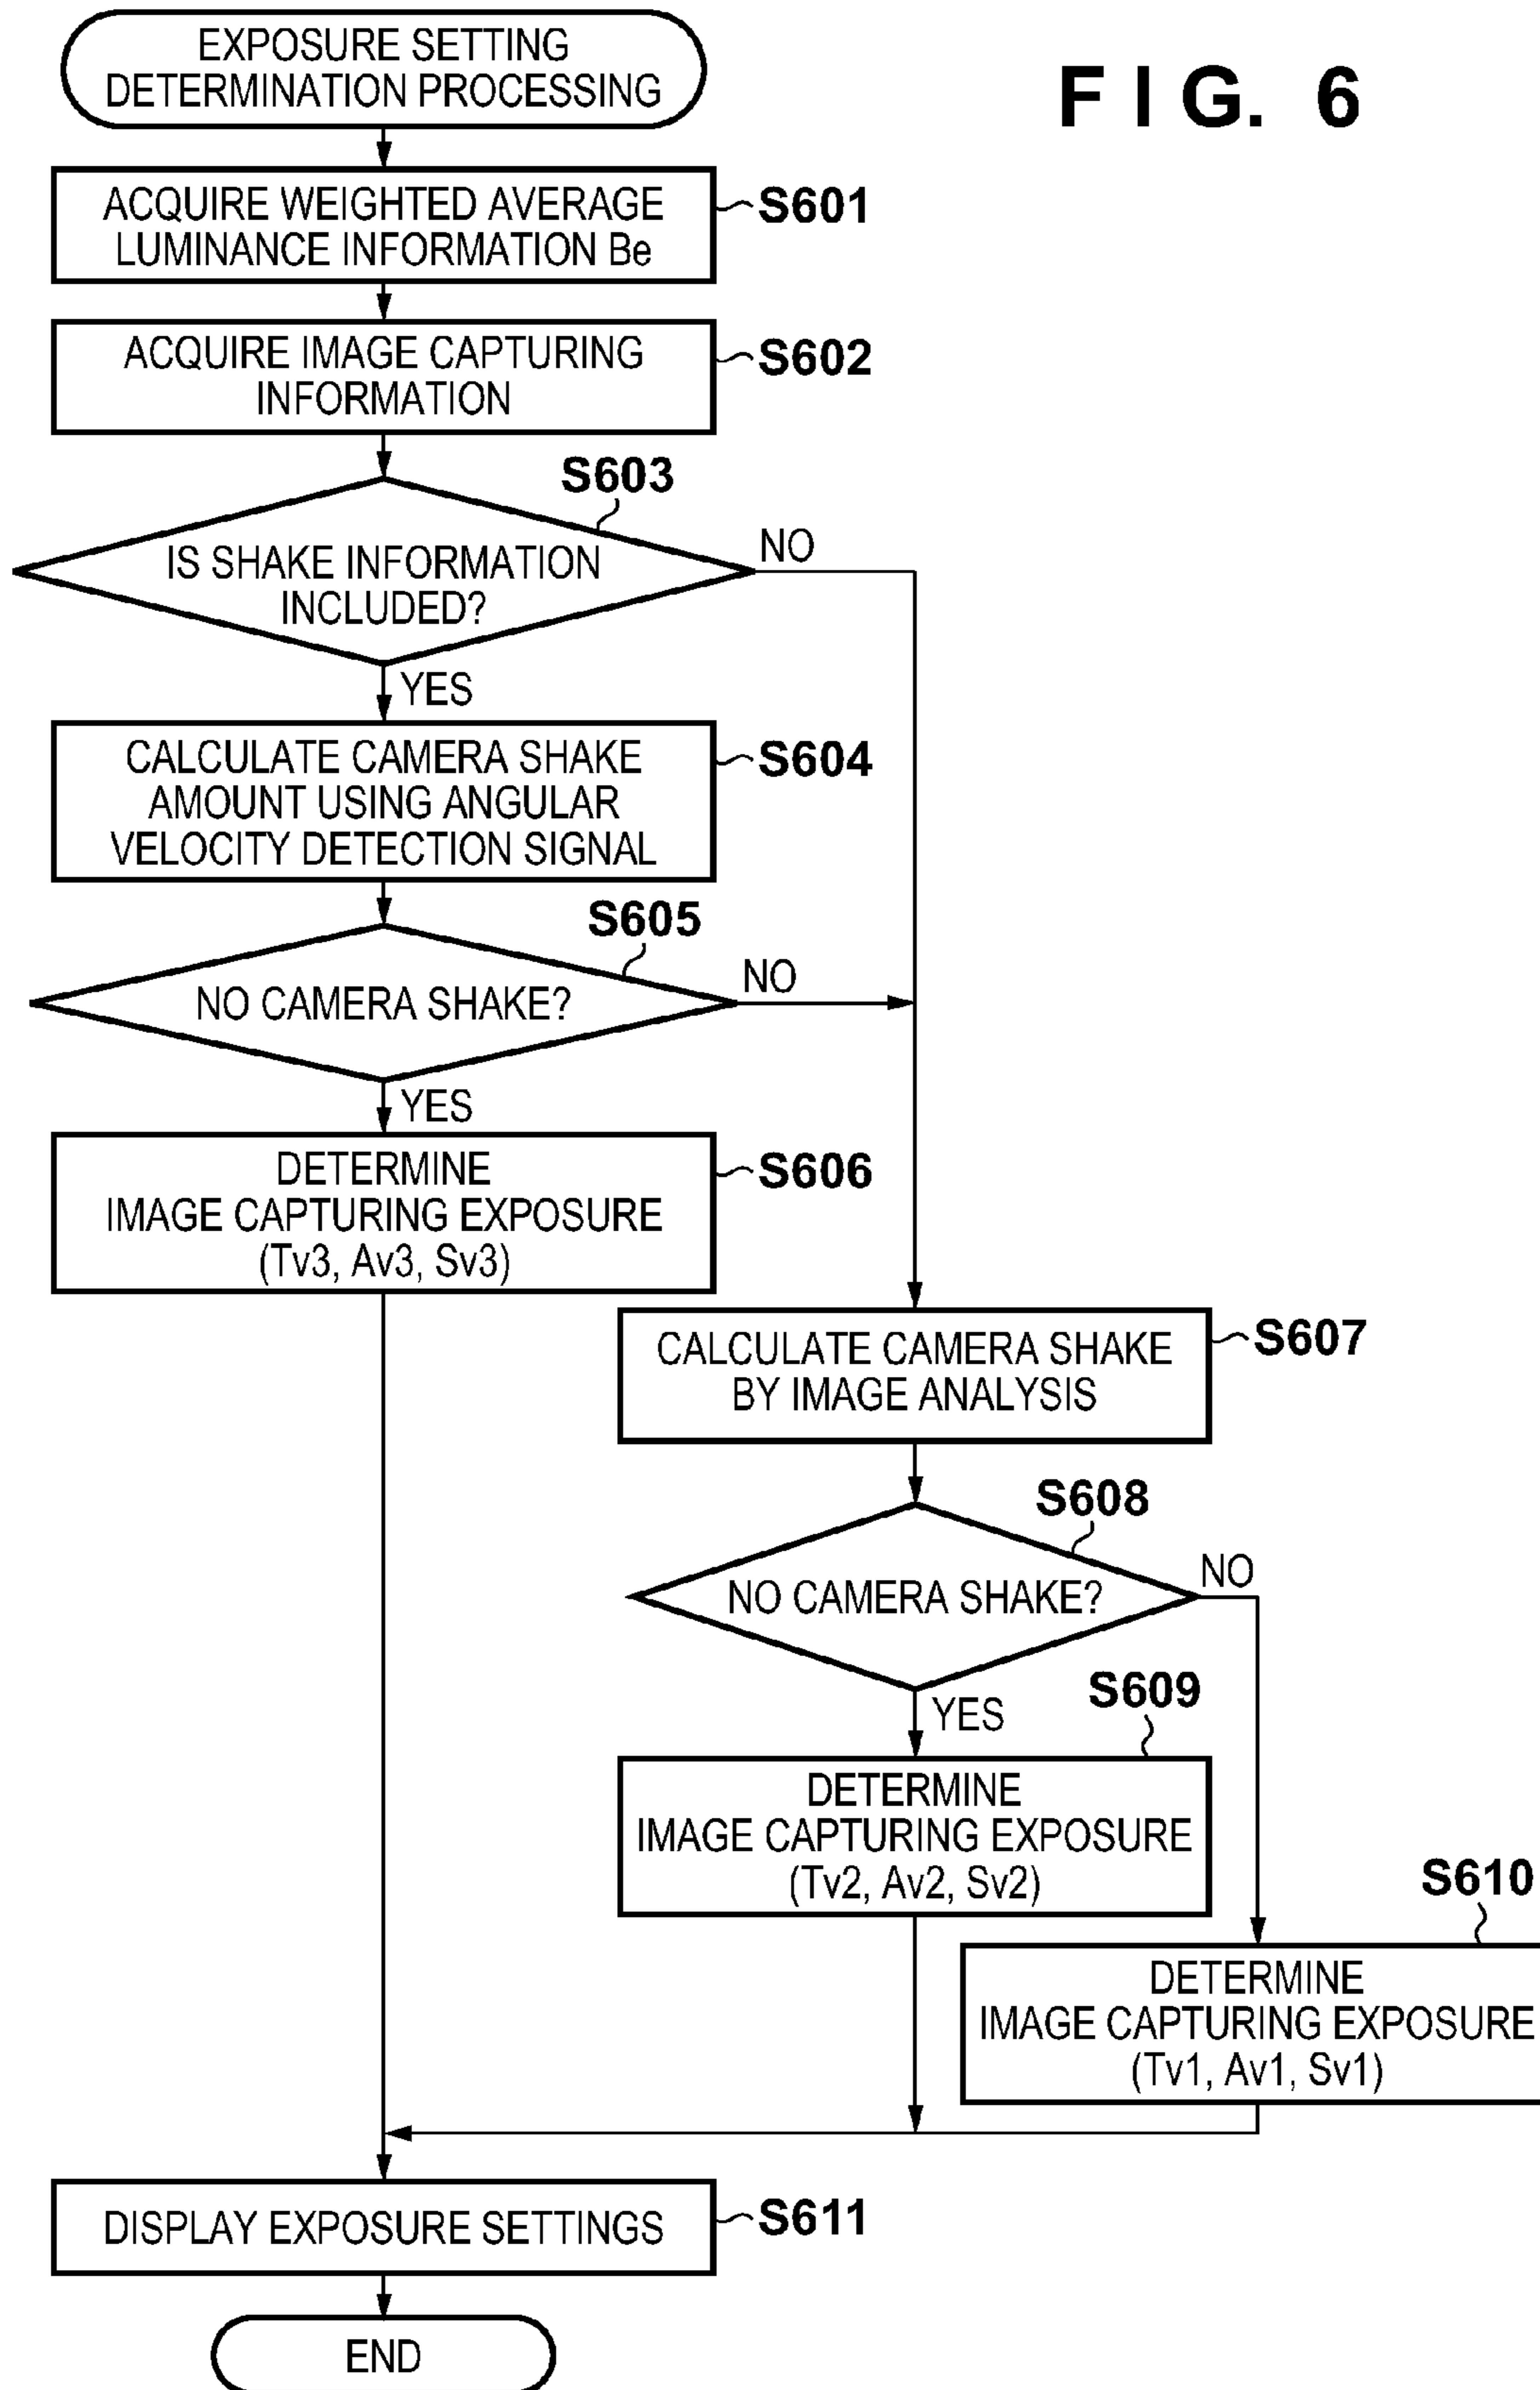 FIG. 6
EXPOSURE SETTING
DETERMINATION PROCESSING
ACQUIRE WEIGHTED AVERAGE
LUMINANCE INFORMATION Be
S601
ACQUIRE IMAGE CAPTURING
INFORMATION
S602
S603
IS SHAKE INFORMATION
INCLUDED?
NO
YES
CALCULATE CAMERA SHAKE
AMOUNT USING ANGULAR
VELOCITY DETECTION SIGNAL
S604
S605
NO CAMERA SHAKE?
NO
YES
DETERMINE
IMAGE CAPTURING EXPOSURE
(Tv3, Av3, Sv3)
S606
CALCULATE CAMERA SHAKE
BY IMAGE ANALYSIS
S607
S608
NO CAMERA SHAKE?
NO
YES
S609
DETERMINE
IMAGE CAPTURING EXPOSURE
(Tv2, Av2, Sv2)
S610
DETERMINE
IMAGE CAPTURING EXPOSURE
(Tv1, Av1, Sv1)
DISPLAY EXPOSURE SETTINGS
S611
END